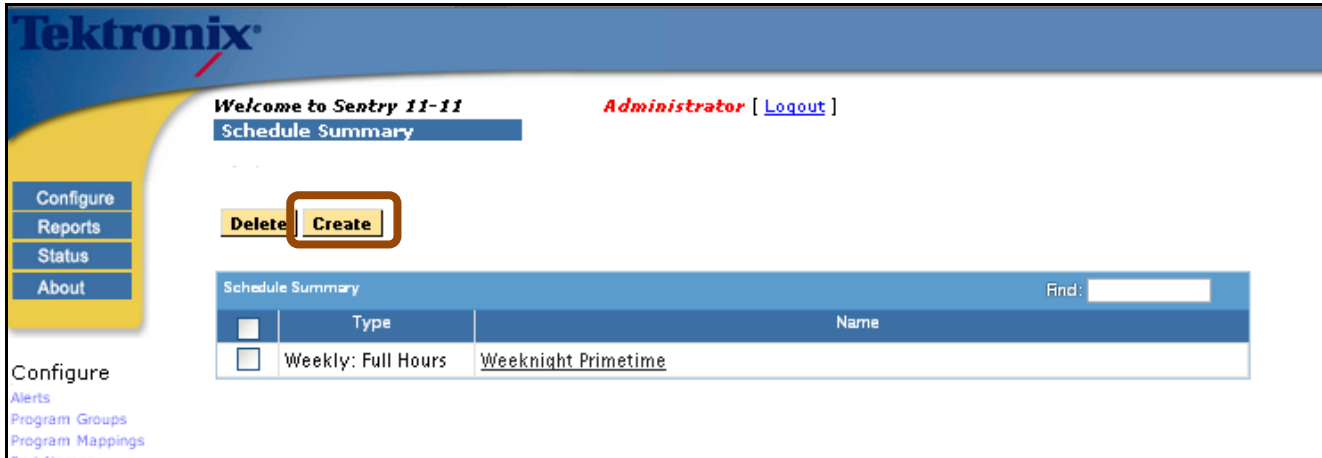 Tektronix
Welcome to Sentry 11-11 Administrator [ Logout ]
Schedule Summary
Configure
Reports
Status
About
Delete Create
Schedule Summary Find:
Type Name
Weekly: Full Hours Weeknight Primetime
Configure
Alerts
Program Groups
Program Mappings